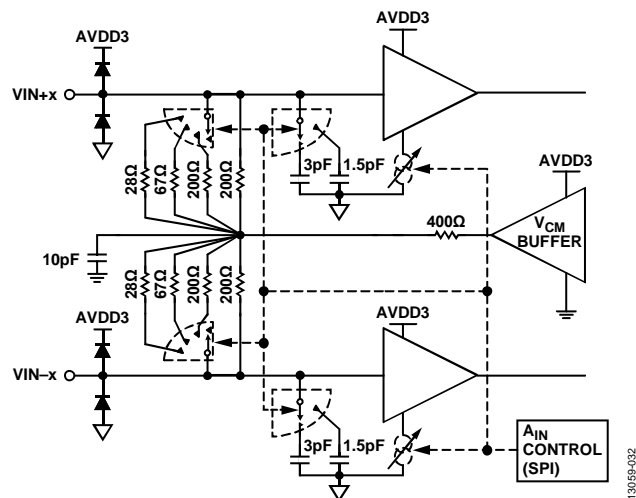 AVDD3
AVDD3
VIN+x
3pF
1.5pF
28Ω
67Ω
200Ω
200Ω
AVDD3
400Ω
VCM
BUFFER
10pF
28Ω
67Ω
200Ω
200Ω
AVDD3
AVDD3
VIN–x
3pF
1.5pF
AIN
CONTROL
(SPI)
13059-032